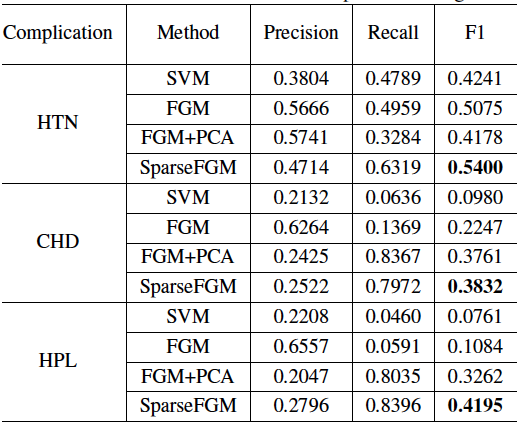 Complication Method Precision Recall F1
HTN
SVM 0.3804 0.4789 0.4241
FGM 0.5666 0.4959 0.5075
FGM+PCA 0.5741 0.3284 0.4178
SparseFGM 0.4714 0.6319 0.5400
CHD
SVM 0.2132 0.0636 0.0980
FGM 0.6264 0.1369 0.2247
FGM+PCA 0.2425 0.8367 0.3761
SparseFGM 0.2522 0.7972 0.3832
HPL
SVM 0.2208 0.0460 0.0761
FGM 0.6557 0.0591 0.1084
FGM+PCA 0.2047 0.8035 0.3262
SparseFGM 0.2796 0.8396 0.4195